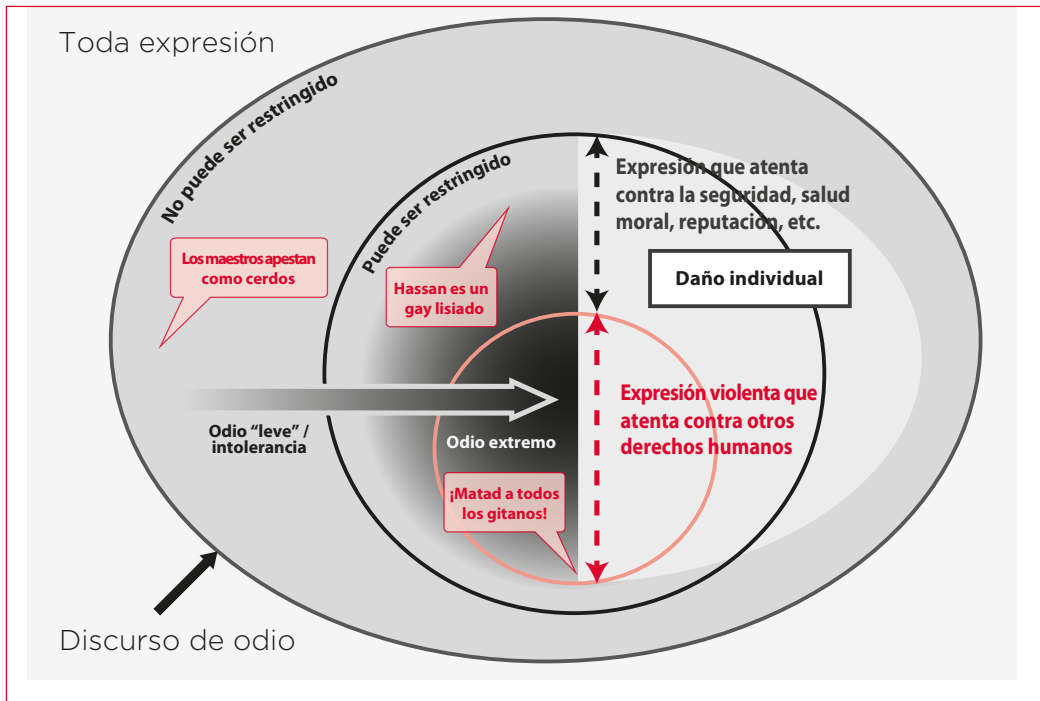 Toda expresión
No puede ser restringido
Puede ser restringido
Expresión que atenta
contra la seguridad, salud
moral, reputación, etc.
Los maestros apestan
como cerdos
Hassan es un
gay lisiado
Daño individual
Expresión violenta que
atenta contra otros
derechos humanos
Odio “leve” /
intolerancia
Odio extremo
¡Matad a todos
los gitanos!
Discurso de odio